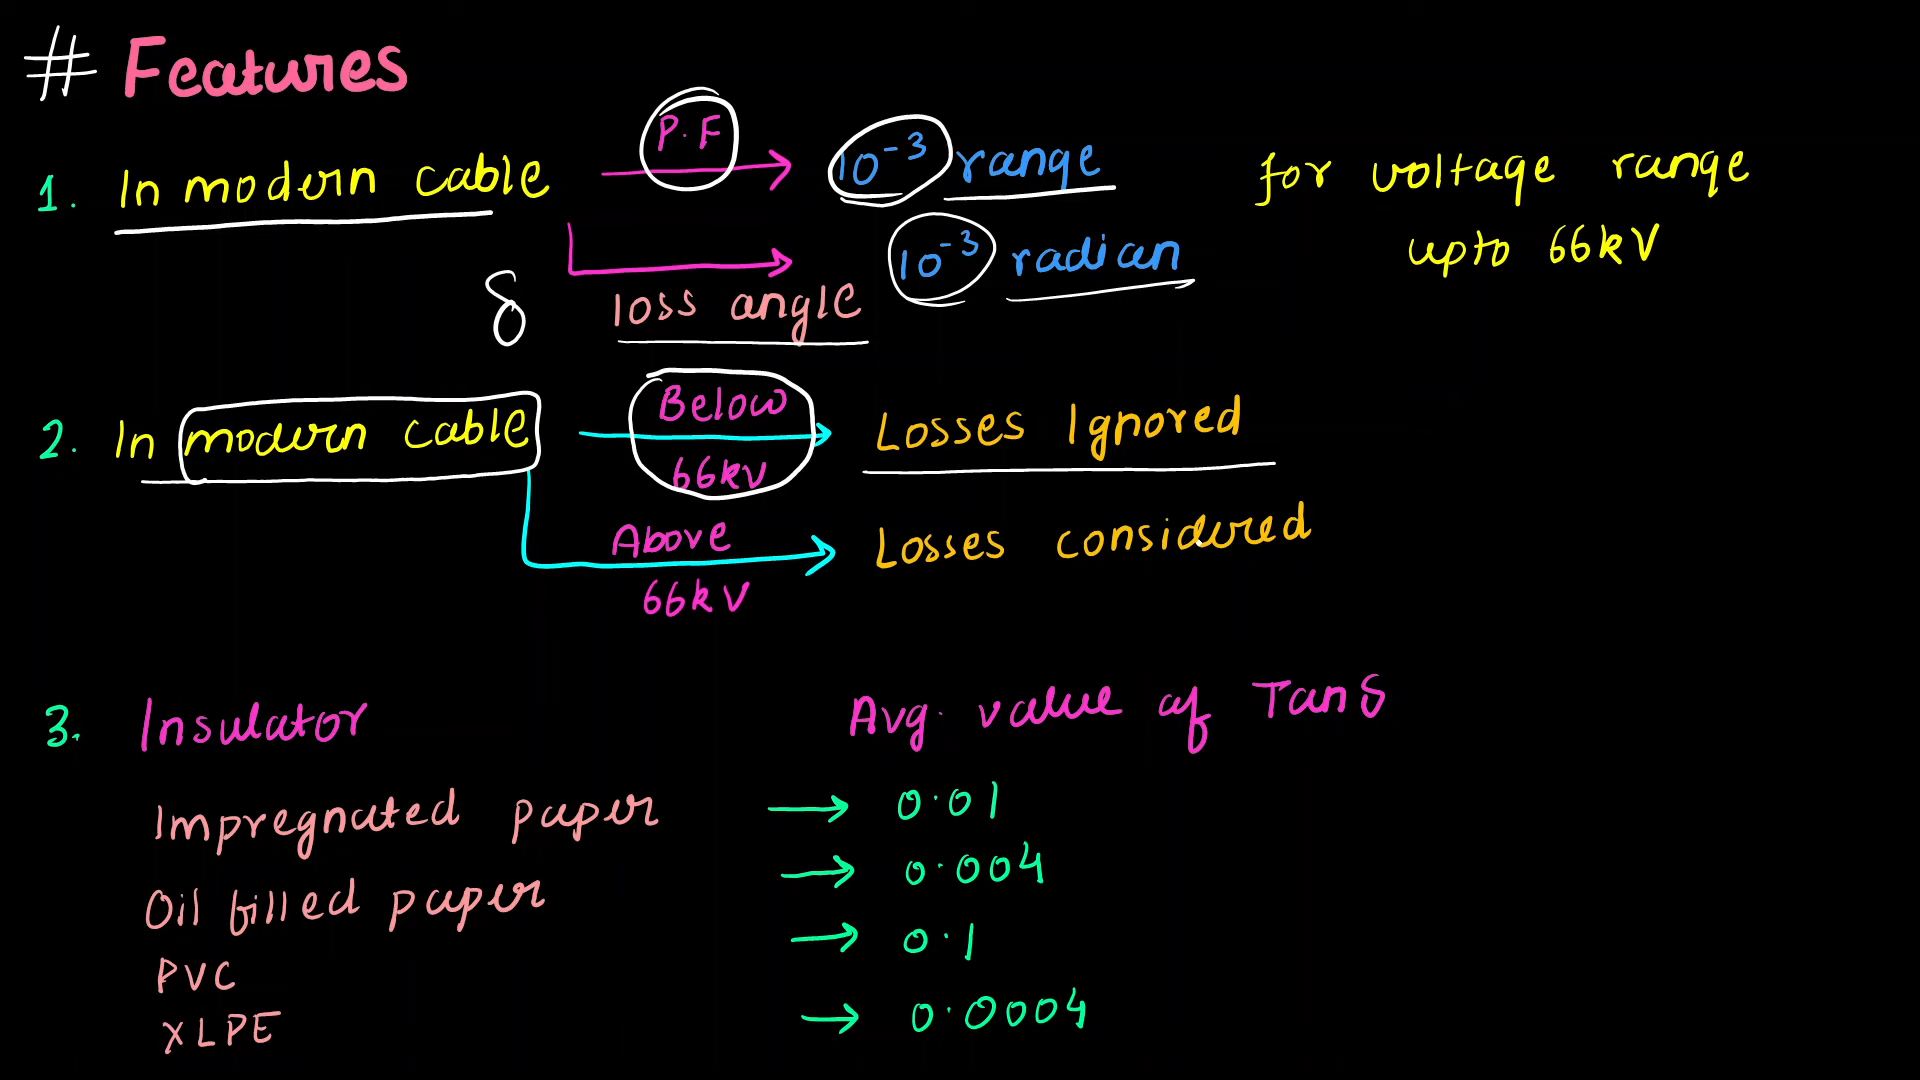 # Features
1. In modern cable P.F 10⁻³ range for voltage range
upto 66kV
δ loss angle 10⁻³ radian
2. In modern cable Below 66kV Losses Ignored
Above 66kV Losses considered
3. Insulator Avg. value of Tanδ
Impregnated paper → 0.01
Oil filled paper → 0.004
PVC → 0.1
XLPE → 0.0004